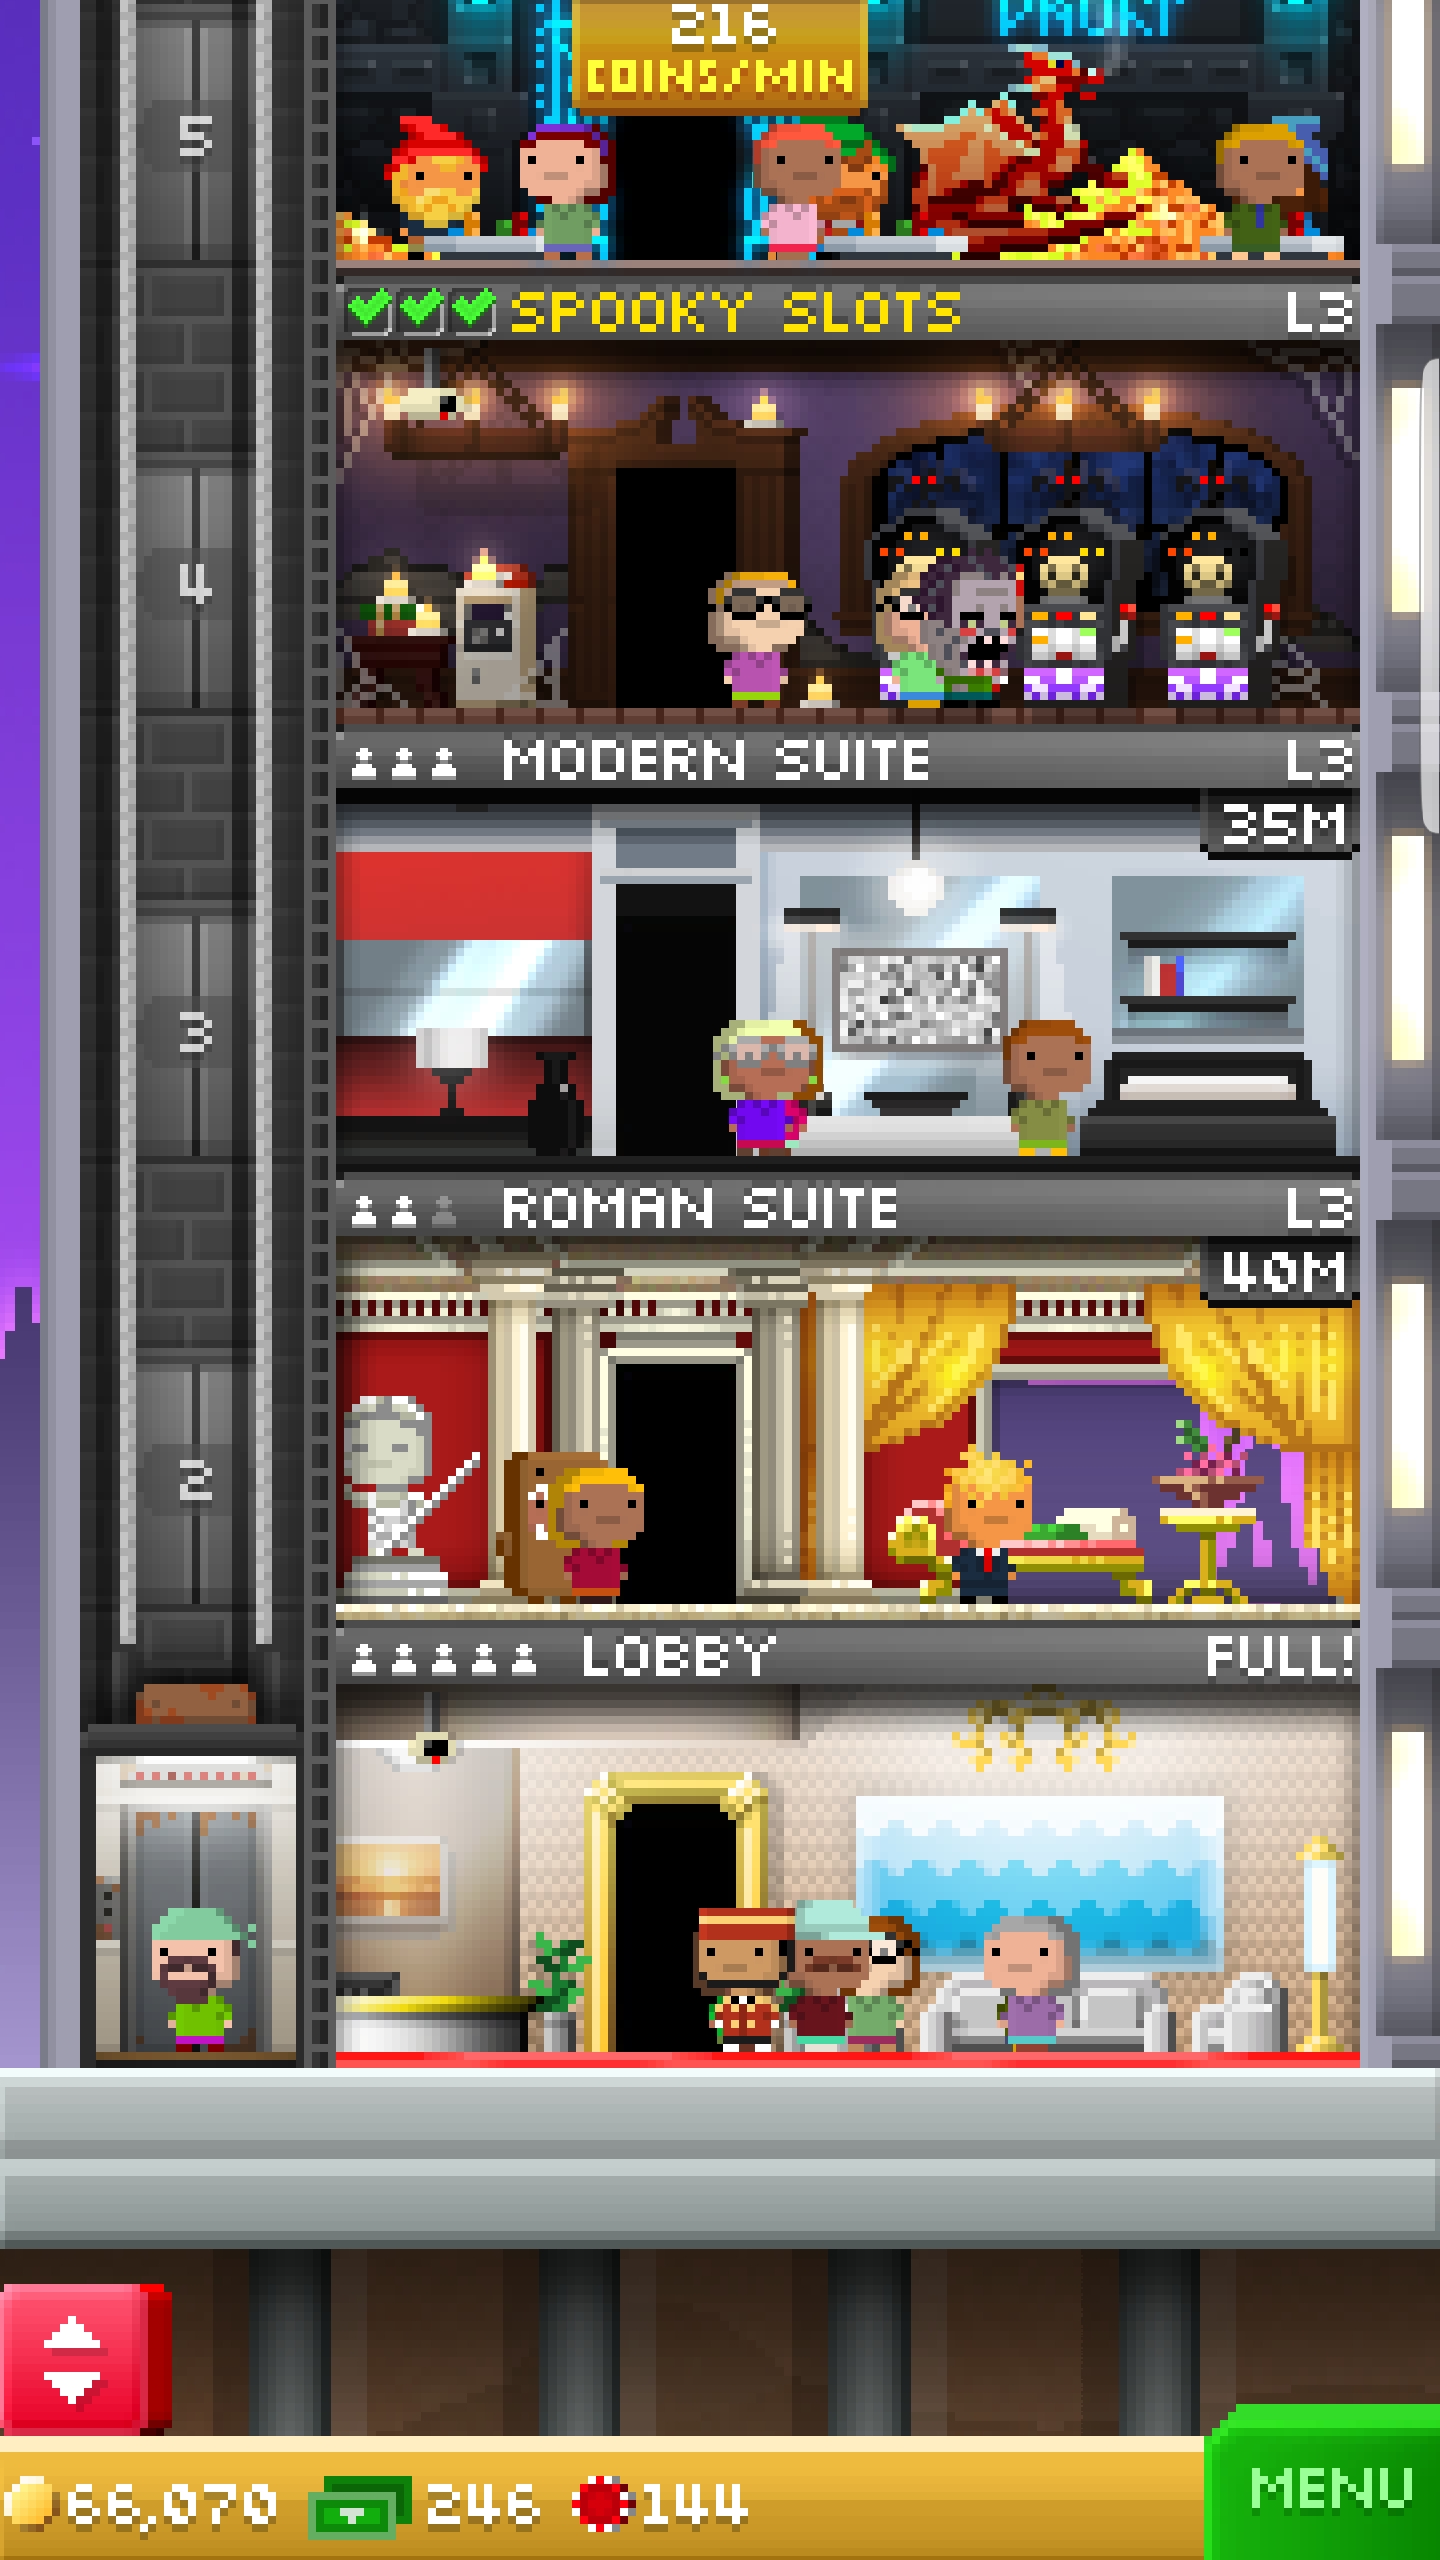 216
COINS/MIN
5
SPOOKY SLOTS L3
4
MODERN SUITE L3
35M
3
ROMAN SUITE L3
40M
2
LOBBY FULL!
66,070 246 144
MENU